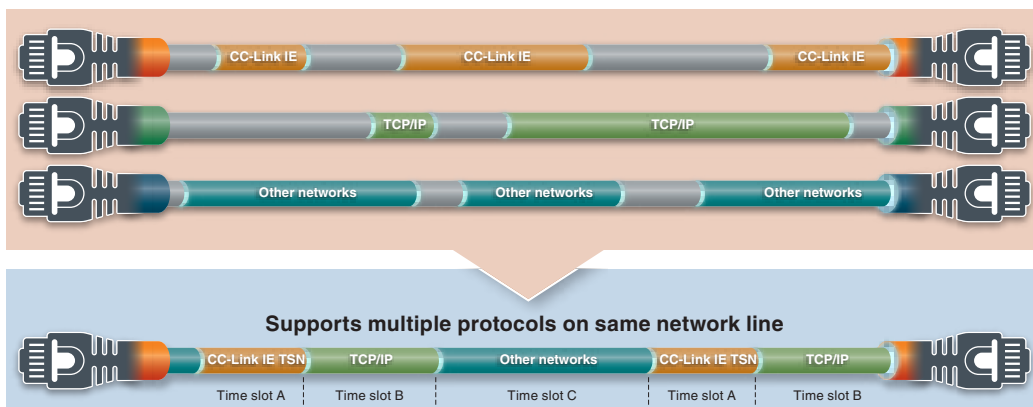 CC-Link IE CC-Link IE CC-Link IE
TCP/IP TCP/IP
Other networks Other networks Other networks
Supports multiple protocols on same network line
CC-Link IE TSN TCP/IP Other networks CC-Link IE TSN TCP/IP
Time slot A Time slot B Time slot C Time slot A Time slot B